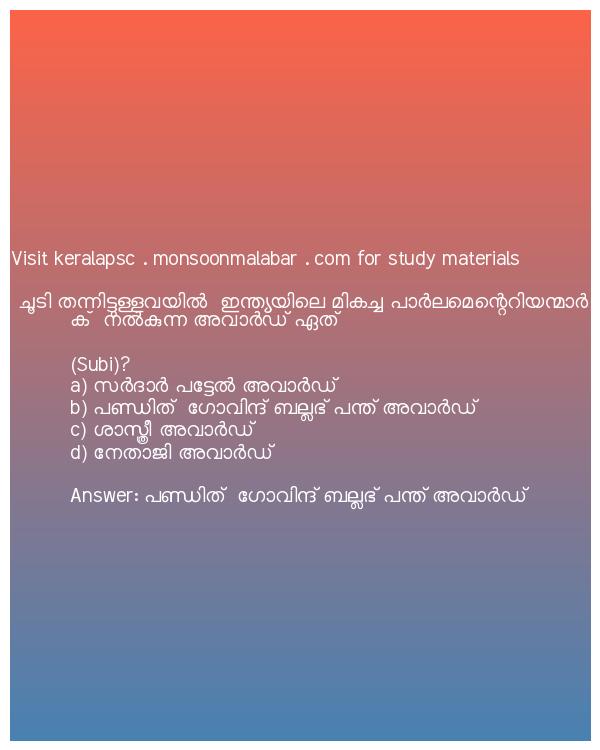 Visit keralapsc . monsoonmalabar . com for study materials
ചൂടി തന്നിട്ടുള്ളവയിൽ ഇന്ത്യയിലെ മികച്ച പാർലമെന്റെറിയന്മാർ
ക് നൽകുന്ന അവാർഡ് ഏത്
(Subi)?
a) സർദാർ പട്ടേൽ അവാർഡ്
b) പണ്ഡിത് ഗോവിന്ദ് ബല്ലഭ് പന്ത് അവാർഡ്
c) ശാസ്ത്രീ അവാർഡ്
d) നേതാജി അവാർഡ്
Answer: പണ്ഡിത് ഗോവിന്ദ് ബല്ലഭ് പന്ത് അവാർഡ്